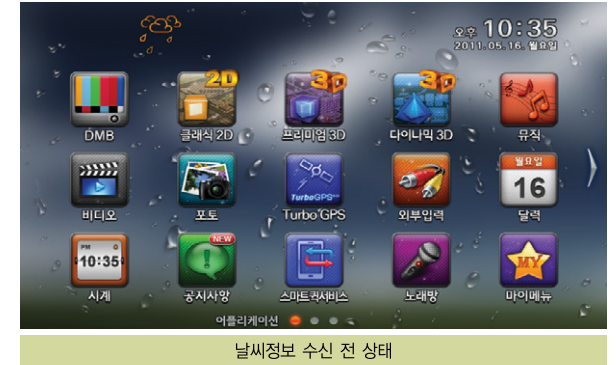 오후 10:35
2011. 05. 16. 월요일
2D 3D 3D
DMB 클래식 2D 프리미엄 3D 다이나믹 3D 뮤직
TurboGPS 월요일 16
비디오 포토 Turbo GPS 외부입력 달력
PM 10:35 NEW MY
시계 공지사항 스마트퀵서비스 노래방 마이메뉴
어플리케이션
날씨정보 수신 전 상태